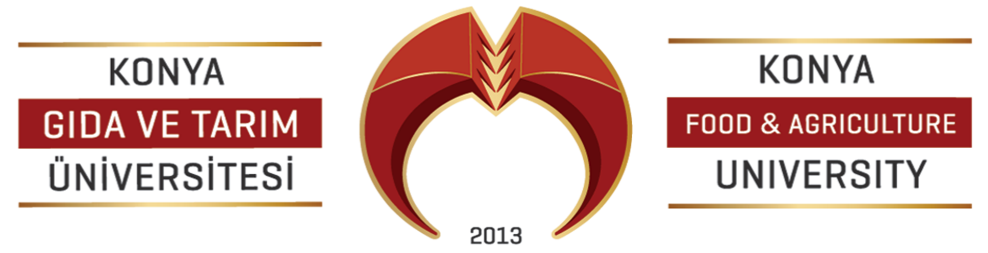 KONYA
GIDA VE TARIM
ÜNİVERSİTESİ
2013
KONYA
FOOD & AGRICULTURE
UNIVERSITY